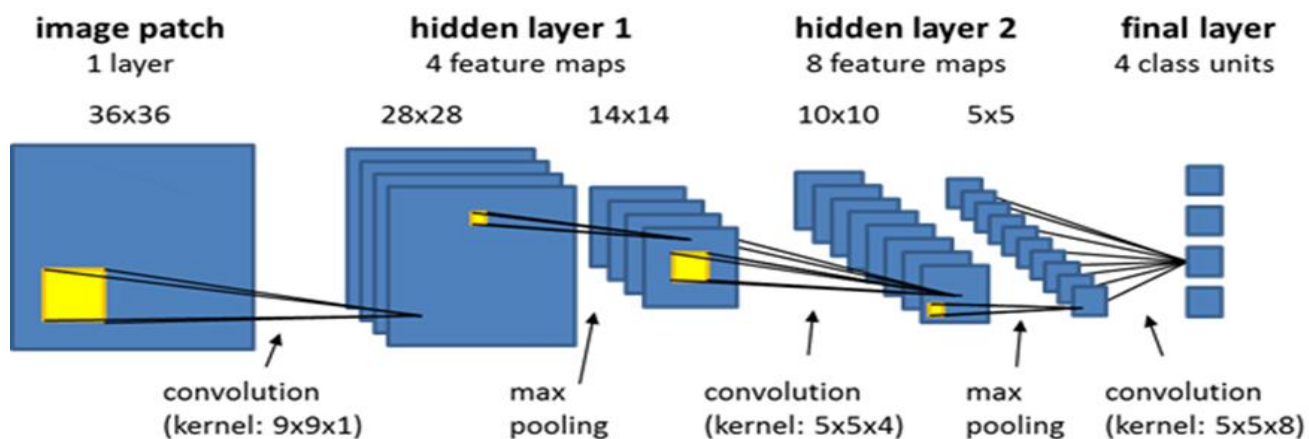 image patch
1 layer
36x36
hidden layer 1
4 feature maps
28x28
14x14
hidden layer 2
8 feature maps
10x10
5x5
final layer
4 class units
convolution
(kernel: 9x9x1)
max
pooling
convolution
(kernel: 5x5x4)
max
pooling
convolution
(kernel: 5x5x8)